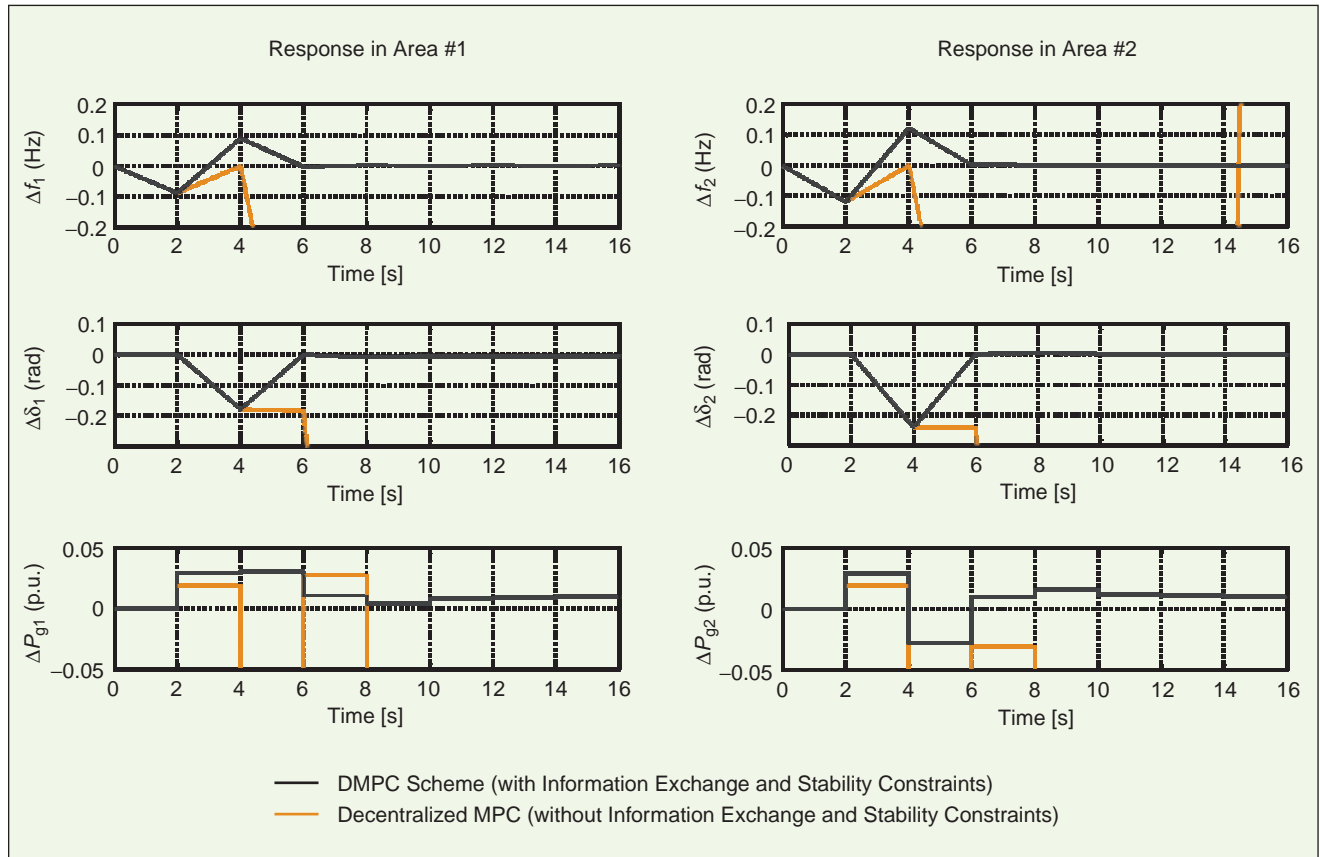 Response in Area #1
Response in Area #2
Δf1 (Hz)
0.2
0.1
0
−0.1
−0.2
0 2 4 6 8 10 12 14 16
Time [s]
Δf2 (Hz)
0.2
0.1
0
−0.1
−0.2
0 2 4 6 8 10 12 14 16
Time [s]
Δδ1 (rad)
0.1
0
−0.1
−0.2
0 2 4 6 8 10 12 14 16
Time [s]
Δδ2 (rad)
0.1
0
−0.1
−0.2
0 2 4 6 8 10 12 14 16
Time [s]
ΔPg1 (p.u.)
0.05
0
−0.05
0 2 4 6 8 10 12 14 16
Time [s]
ΔPg2 (p.u.)
0.05
0
−0.05
0 2 4 6 8 10 12 14 16
Time [s]
DMPC Scheme (with Information Exchange and Stability Constraints)
Decentralized MPC (without Information Exchange and Stability Constraints)